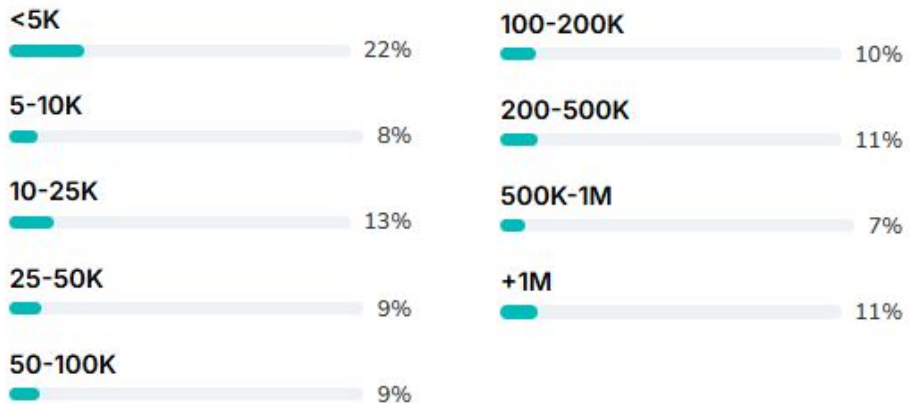 <5K
22%
5-10K
8%
10-25K
13%
25-50K
9%
50-100K
9%
100-200K
10%
200-500K
11%
500K-1M
7%
+1M
11%